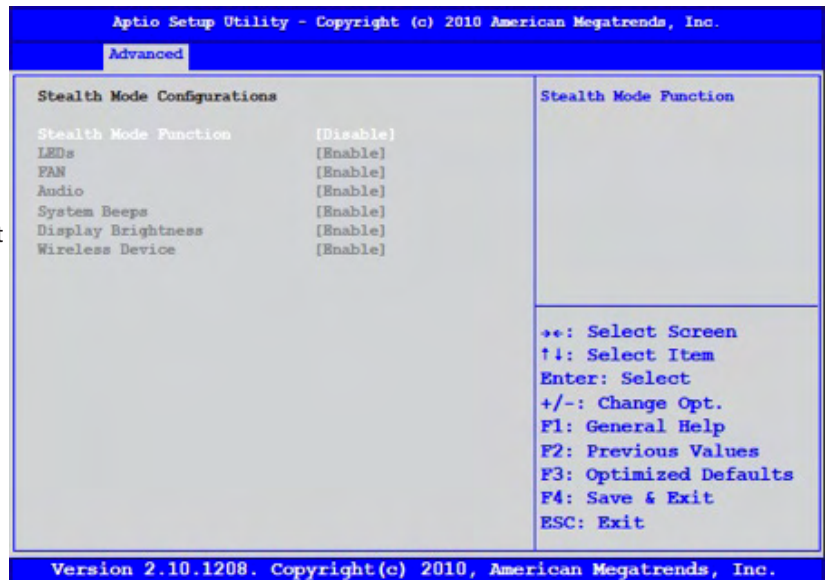 Aptio Setup Utility - Copyright (c) 2010 American Megatrends, Inc.
Advanced
Stealth Mode Configurations
Stealth Mode Function [Disable]
LEDs [Enable]
FAN [Enable]
Audio [Enable]
System Beeps [Enable]
Display Brightness [Enable]
Wireless Device [Enable]
Stealth Mode Function
→←: Select Screen
↑↓: Select Item
Enter: Select
+/-: Change Opt.
F1: General Help
F2: Previous Values
F3: Optimized Defaults
F4: Save & Exit
ESC: Exit
Version 2.10.1208. Copyright(c) 2010, American Megatrends, Inc.